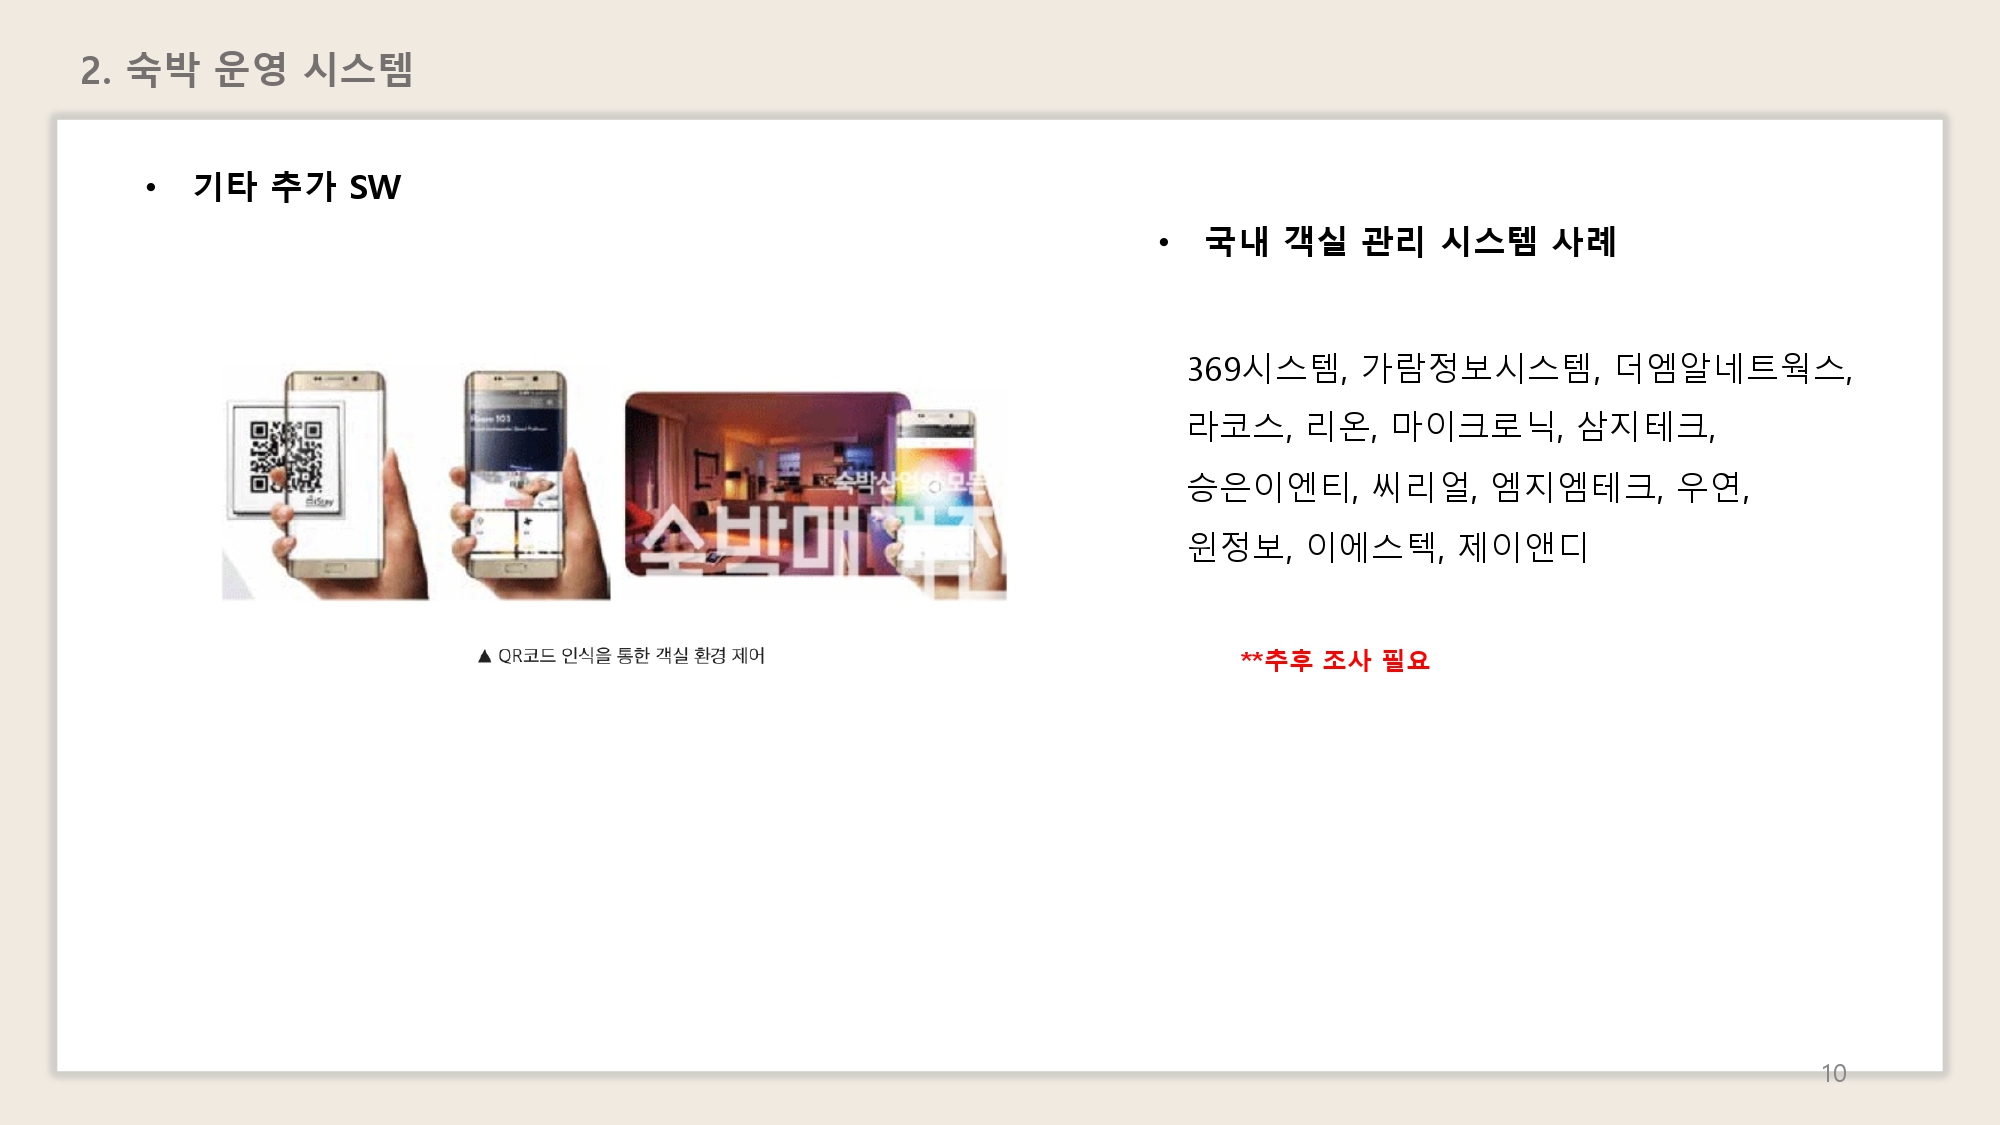 2. 숙박 운영 시스템
• 기타 추가 SW
Room 103
숙박산업의 모든
숙박매거진
▲ QR코드 인식을 통한 객실 환경 제어
• 국내 객실 관리 시스템 사례
369시스템, 가람정보시스템, 더엠알네트웍스,
라코스, 리온, 마이크로닉, 삼지테크,
승은이엔티, 씨리얼, 엠지엠테크, 우연,
윈정보, 이에스텍, 제이앤디
**추후 조사 필요
10